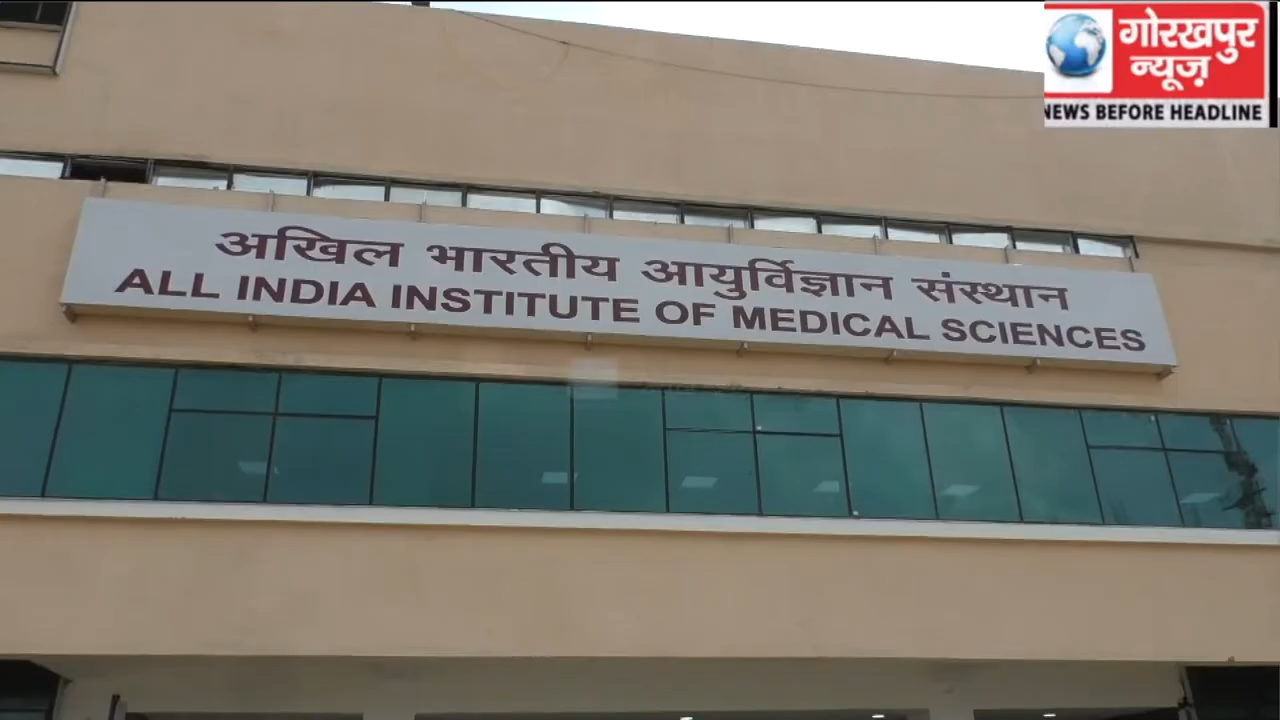 गोरखपुर
न्यूज़
NEWS BEFORE HEADLINE
अखिल भारतीय आयुर्विज्ञान संस्थान
ALL INDIA INSTITUTE OF MEDICAL SCIENCES